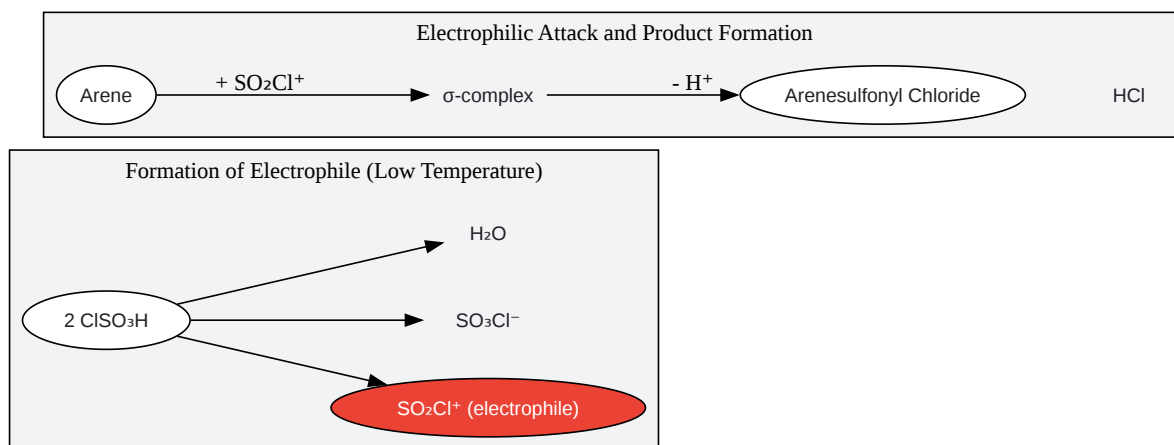 Electrophilic Attack and Product Formation
Arene
+ SO₂Cl⁺
σ-complex
- H⁺
Arenesulfonyl Chloride
HCl
Formation of Electrophile (Low Temperature)
H₂O
2 ClSO₃H
SO₃Cl⁻
SO₂Cl⁺ (electrophile)